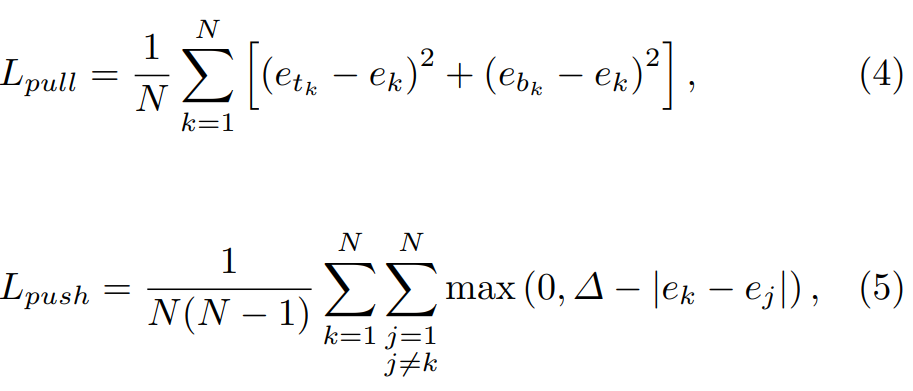 L_{pull} = \frac{1}{N} \sum_{k=1}^{N} \left[ (e_{t_k} - e_k)^2 + (e_{b_k} - e_k)^2 \right], (4)
L_{push} = \frac{1}{N(N-1)} \sum_{k=1}^{N} \sum_{\substack{j=1 \\ j \neq k}}^{N} \max (0, \Delta - |e_k - e_j|), (5)